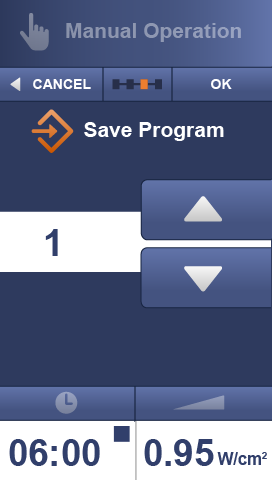 Manual Operation
CANCEL
OK
Save Program
1
06:00
0.95 W/cm²